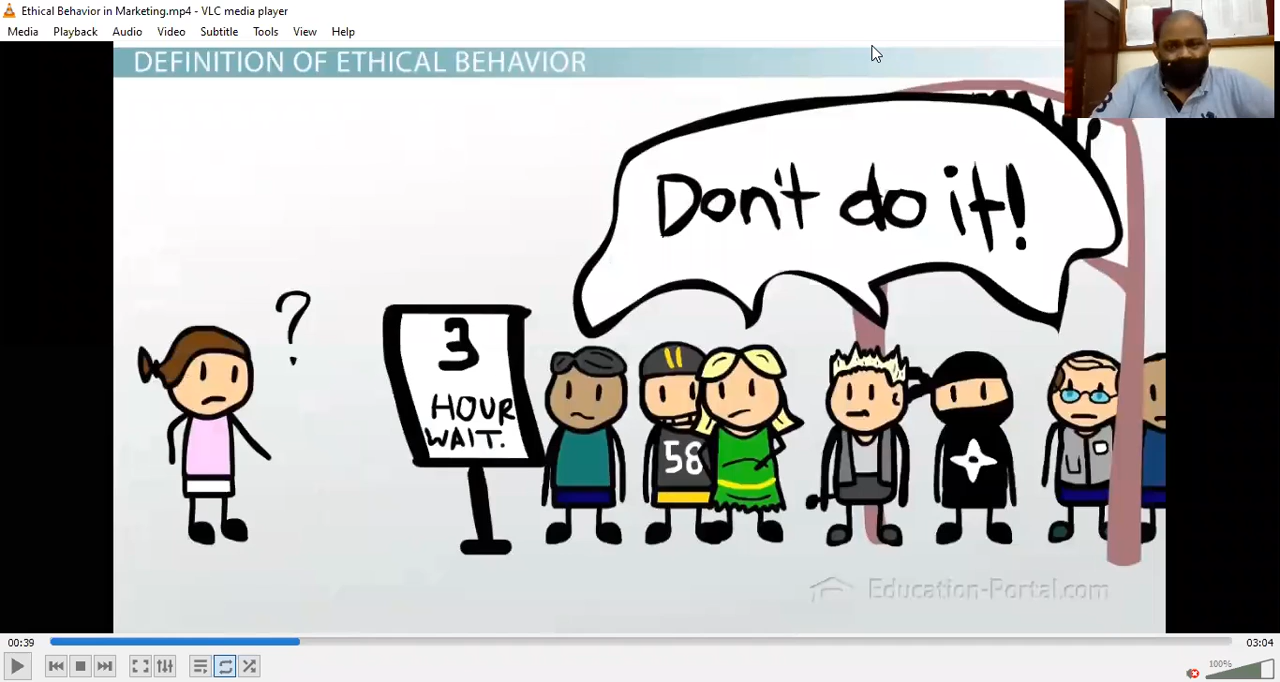 Ethical Behavior in Marketing.mp4 - VLC media player
Media Playback Audio Video Subtitle Tools View Help
DEFINITION OF ETHICAL BEHAVIOR
Don't do it!
?
3
HOUR
WAIT.
58
Education-Portal.com
00:39
03:04
100%